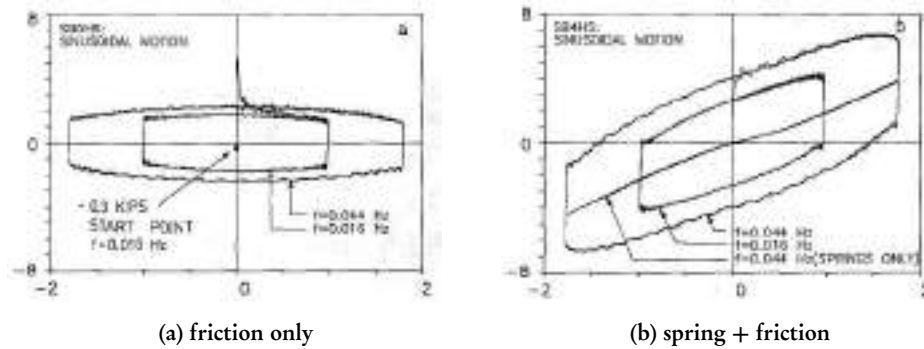 8
SB0HS:
SINUSOIDAL MOTION
a
0
-0.3 KIPS
START POINT
f=0.016 Hz
f=0.044 Hz
f=0.016 Hz
-8
-2
0
2
(a) friction only
8
SB4HS:
SINUSOIDAL MOTION
b
0
f=0.044 Hz
f=0.016 Hz
f=0.044 Hz(SPRINGS ONLY)
-8
-2
0
2
(b) spring + friction